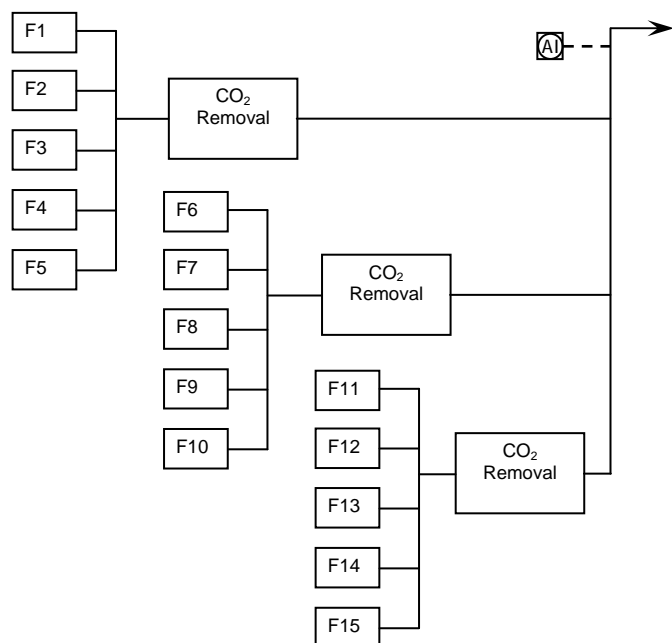 F1
F2
F3
F4
F5
CO₂
Removal
AI
F6
F7
F8
F9
F10
CO₂
Removal
F11
F12
F13
F14
F15
CO₂
Removal